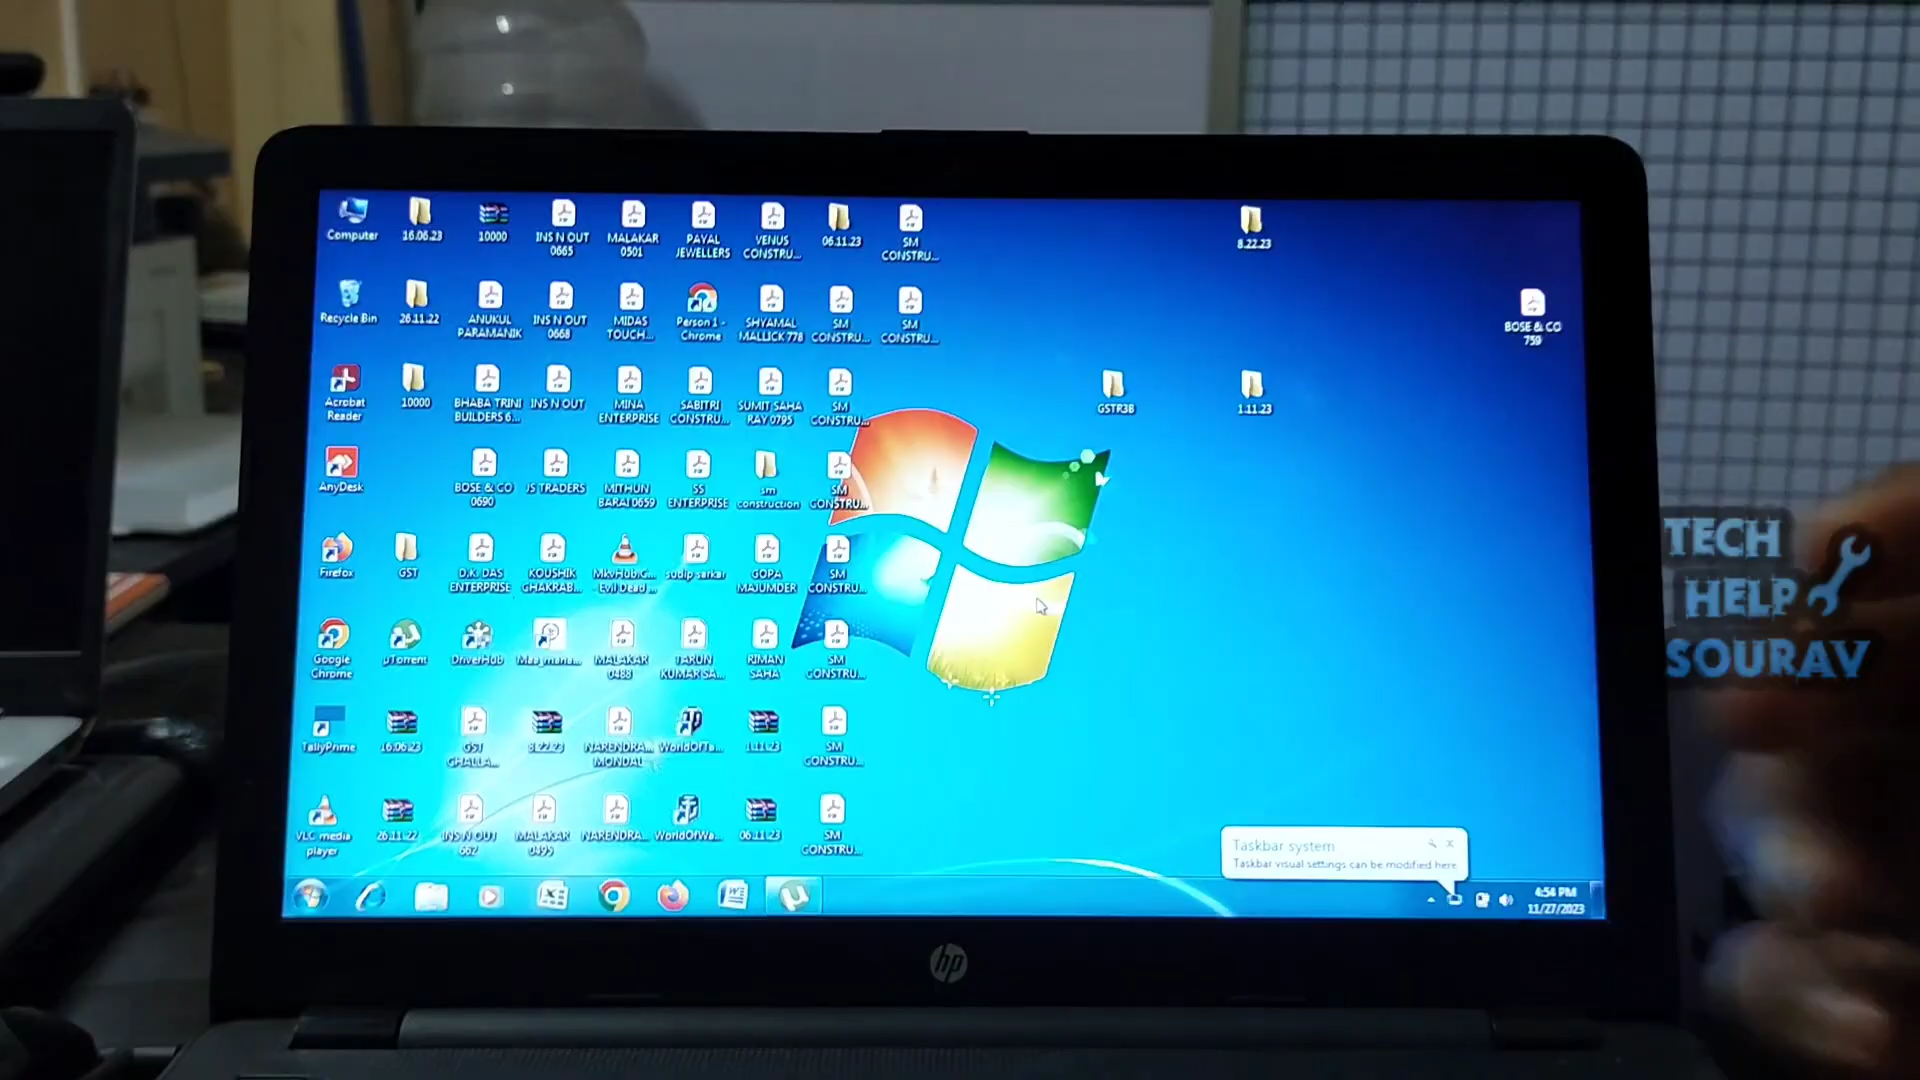 Computer
16.06.23
10000
INS N OUT
0665
MALAKAR
0501
PAYAL
JEWELLERS
VENUS
CONSTRU...
06.11.23
SM
CONSTRU...
8.22.23
Recycle Bin
26.11.22
ANUKUL
PARAMANIK
INS N OUT
0668
MIDAS
TOUCH...
Person 1 -
Chrome
SHYAMAL
MALLICK 778
SM
CONSTRU...
SM
CONSTRU...
BOSE & CO
759
Acrobat
Reader
10000
BHABA TRINI
BUILDERS 6...
INS N OUT
MINA
ENTERPRISE
SABITRI
CONSTRU...
SUMIT SAHA
RAY 0795
SM
CONSTRU...
GSTR3B
1.11.23
AnyDesk
BOSE & CO
0690
JS TRADERS
MITHUN
BARAI 0659
SS
ENTERPRISE
sm
construction
SM
CONSTRU...
Firefox
GST
D.K. DAS
ENTERPRISE
KOUSHIK
CHAKRAB...
MkvHub(C...
Evil Dead ...
sudip sarkar
GOPA
MAJUMDER
SM
CONSTRU...
Google
Chrome
µTorrent
DriverHub
MALAKAR
0488
TARUN
KUMAR SA...
RIMAN
SAHA
SM
CONSTRU...
TallyPrime
16.06.23
GST
CHALLA...
8.22.23
NARENDRA...
MONDAL
WorldOfTa...
1.11.23
SM
CONSTRU...
VLC media
player
26.11.22
INS N OUT
662
MALAKAR
0495
NARENDRA...
WorldOfWa...
06.11.23
SM
CONSTRU...
Taskbar system
Taskbar visual settings can be modified here
4:54 PM
11/27/2023
hp
TECH
HELP
SOURAV